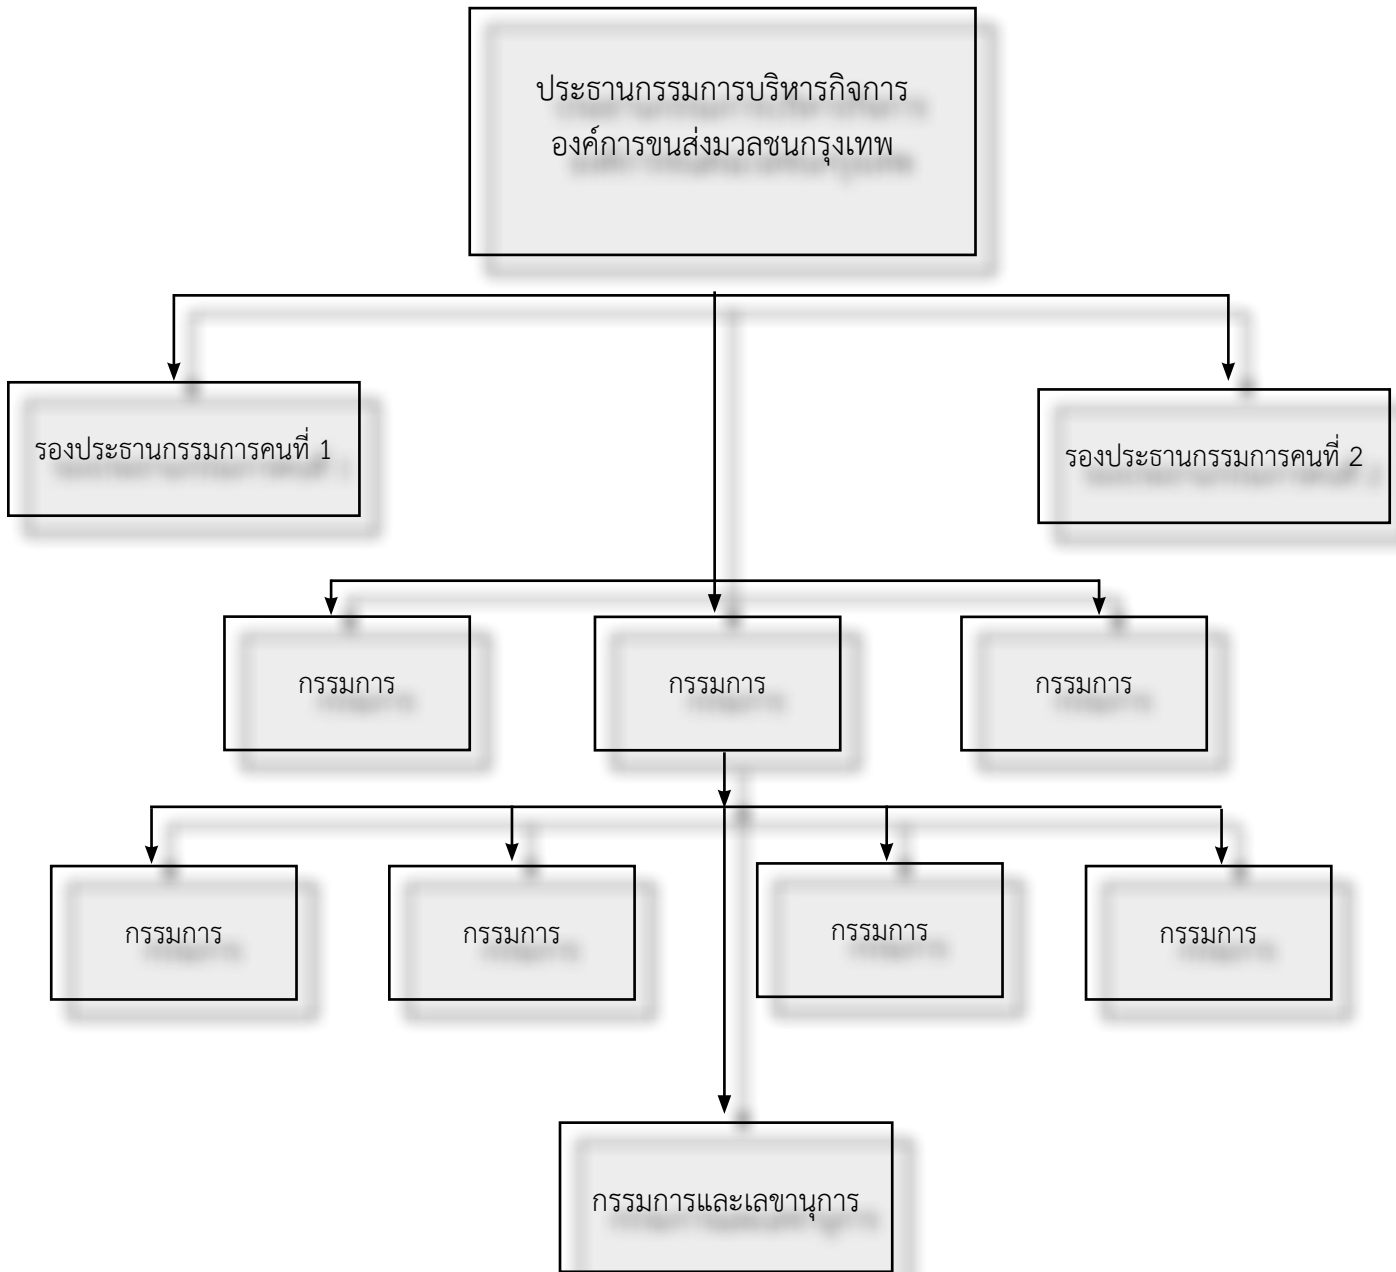 ประธานกรรมการบริหารกิจการ
องค์การขนส่งมวลชนกรุงเทพ
รองประธานกรรมการคนที่ 1
รองประธานกรรมการคนที่ 2
กรรมการ
กรรมการ
กรรมการ
กรรมการ
กรรมการ
กรรมการ
กรรมการ
กรรมการและเลขานุการ